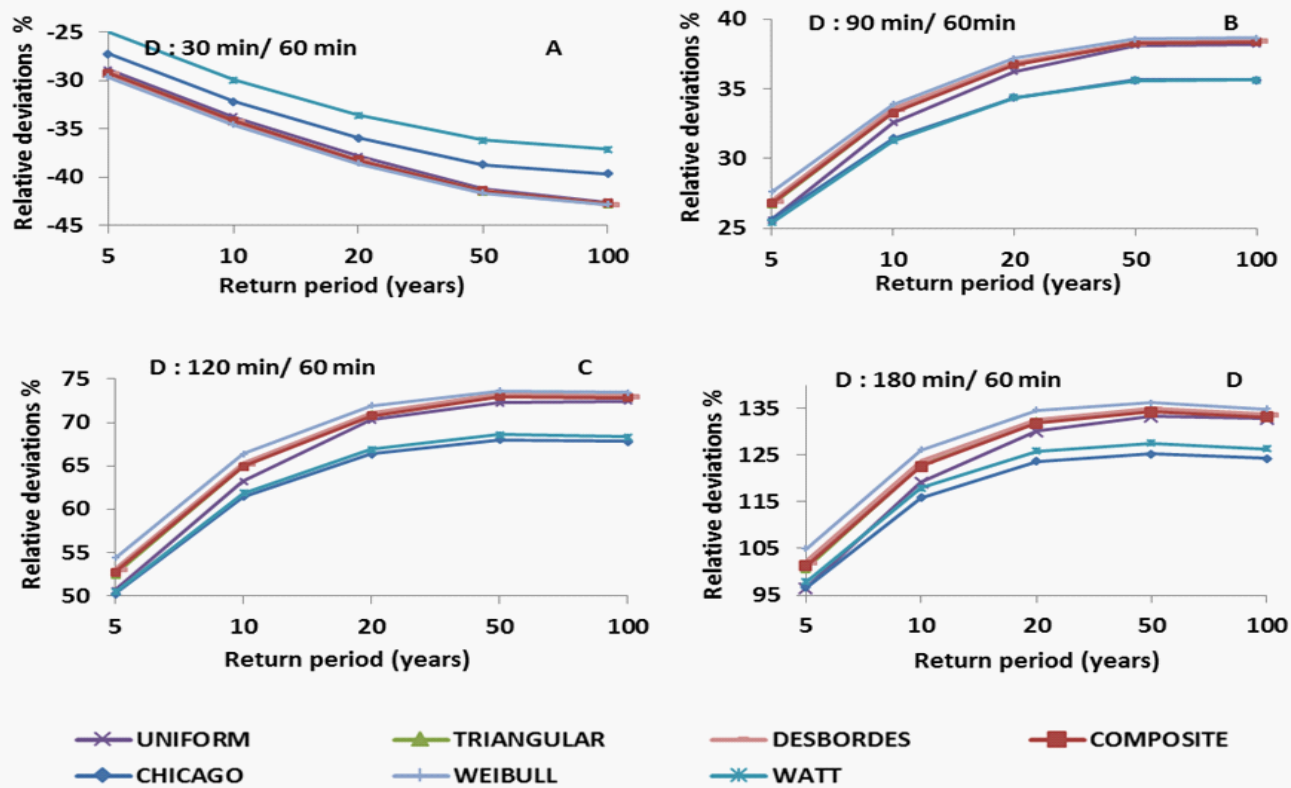 D : 30 min/ 60 min
A
Relative deviations %
-25
-30
-35
-40
-45
5 10 20 50 100
Return period (years)
D : 90 min/ 60min
B
Relative deviations %
40
35
30
25
5 10 20 50 100
Return period (years)
D : 120 min/ 60 min
C
Relative deviations %
75
70
65
60
55
50
5 10 20 50 100
Return period (years)
D : 180 min/ 60 min
D
Relative deviations %
135
125
115
105
95
5 10 20 50 100
Return period (years)
UNIFORM TRIANGULAR DESBORDES COMPOSITE
CHICAGO WEIBULL WATT